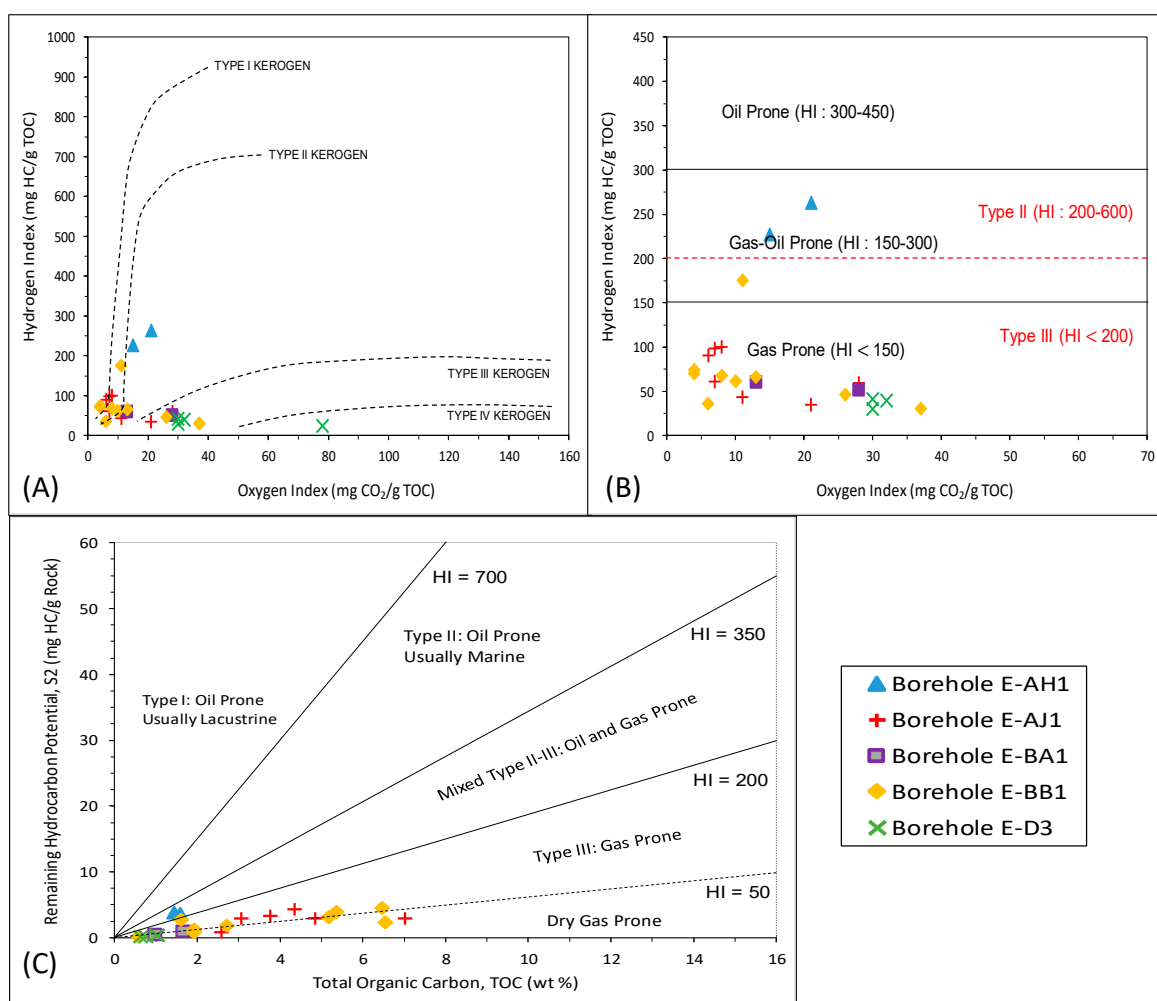 1000
900
800
700
600
500
400
300
200
100
0
0 20 40 60 80 100 120 140 160
Hydrogen Index (mg HC/g TOC)
Oxygen Index (mg CO₂/g TOC)
TYPE I KEROGEN
TYPE II KEROGEN
TYPE III KEROGEN
TYPE IV KEROGEN
(A)
450
400
350
300
250
200
150
100
50
0
0 10 20 30 40 50 60 70
Hydrogen Index (mg HC/g TOC)
Oxygen Index (mg CO₂/g TOC)
Oil Prone (HI : 300-450)
Type II (HI : 200-600)
Gas-Oil Prone (HI : 150-300)
Type III (HI < 200)
Gas Prone (HI < 150)
(B)
60
50
40
30
20
10
0
0 2 4 6 8 10 12 14 16
Remaining Hydrocarbon Potential, S2 (mg HC/g Rock)
Total Organic Carbon, TOC (wt %)
HI = 700
Type II: Oil Prone
Usually Marine
HI = 350
Type I: Oil Prone
Usually Lacustrine
Mixed Type II-III: Oil and Gas Prone
HI = 200
Type III: Gas Prone
HI = 50
Dry Gas Prone
(C)
Borehole E-AH1
Borehole E-AJ1
Borehole E-BA1
Borehole E-BB1
Borehole E-D3